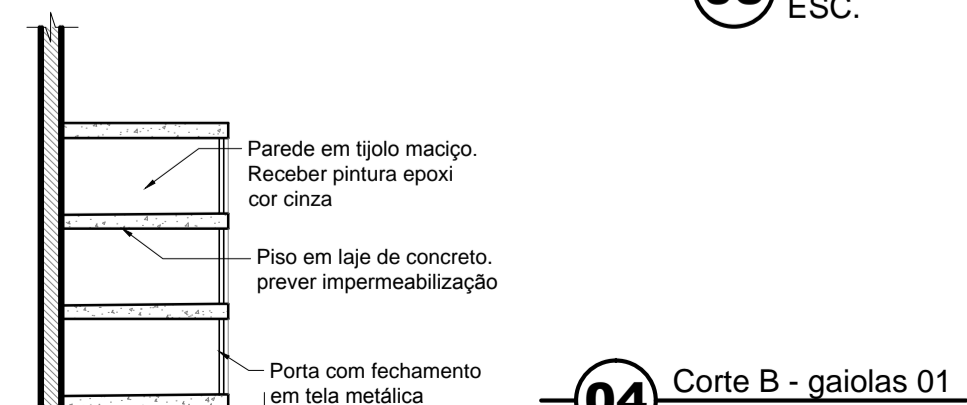 ESC.
Parede em tijolo maciço.
Receber pintura epoxi
cor cinza
Piso em laje de concreto.
prever impermeabilização
Porta com fechamento
em tela metálica
04
Corte B - gaiolas 01